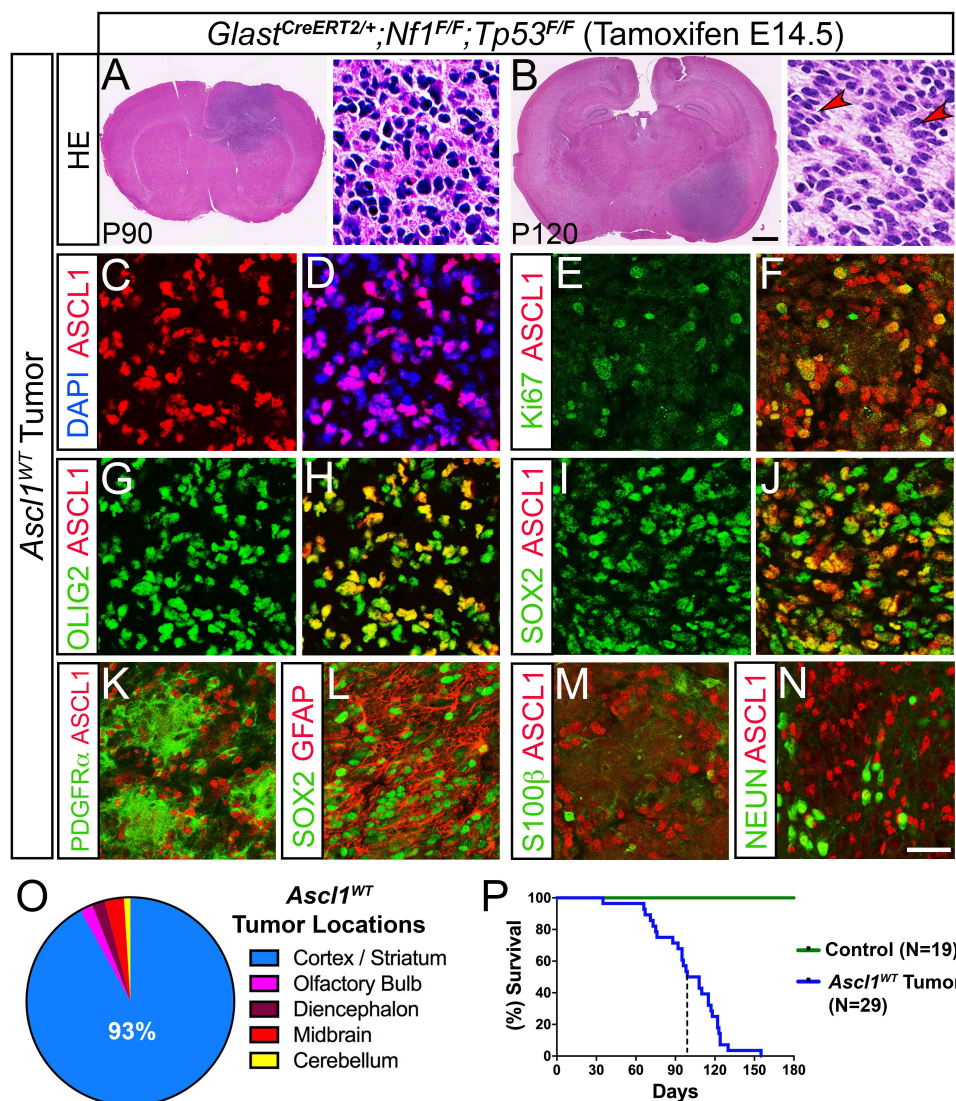 Glast^CreERT2/+;Nf1^F/F;Tp53^F/F (Tamoxifen E14.5)
Ascl1^WT Tumor
HE
A
P90
B
P120
DAPI ASCL1
C
D
Ki67 ASCL1
E
F
OLIG2 ASCL1
G
H
SOX2 ASCL1
I
J
PDGFRα ASCL1
K
SOX2 GFAP
L
S100β ASCL1
M
NEUN ASCL1
N
O
93%
Ascl1^WT
Tumor Locations
Cortex / Striatum
Olfactory Bulb
Diencephalon
Midbrain
Cerebellum
P
(%) Survival
100
80
60
40
20
0
0 30 60 90 120 150 180
Days
Control (N=19)
Ascl1^WT Tumor
(N=29)